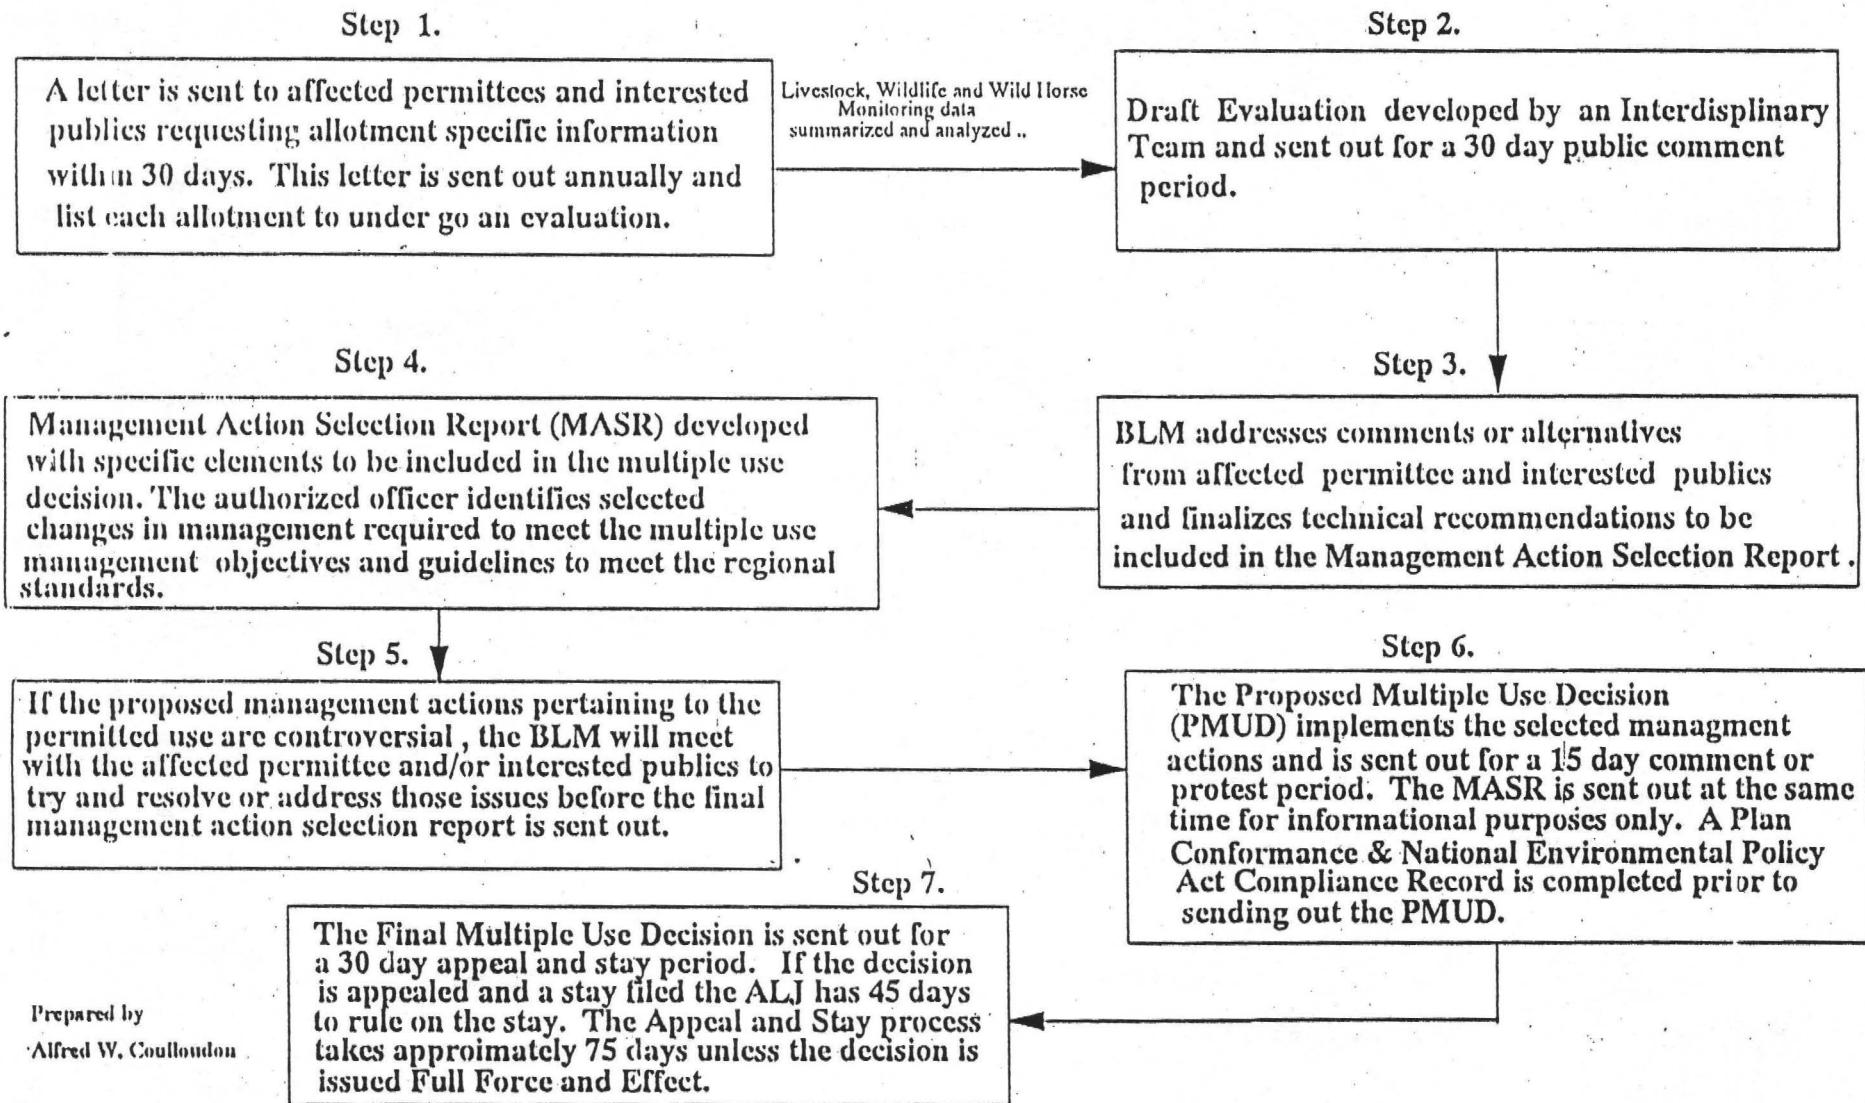 Step 1.
A letter is sent to affected permittees and interested
publics requesting allotment specific information
within 30 days. This letter is sent out annually and
list each allotment to under go an evaluation.
Livestock, Wildlife and Wild Horse
Monitoring data
summarized and analyzed ..
Step 2.
Draft Evaluation developed by an Interdisplinary
Team and sent out for a 30 day public comment
period.
Step 3.
BLM addresses comments or alternatives
from affected permittee and interested publics
and finalizes technical recommendations to be
included in the Management Action Selection Report .
Step 4.
Management Action Selection Report (MASR) developed
with specific elements to be included in the multiple use
decision. The authorized officer identifies selected
changes in management required to meet the multiple use
management objectives and guidelines to meet the regional
standards.
Step 5.
If the proposed management actions pertaining to the
permitted use are controversial , the BLM will meet
with the affected permittee and/or interested publics to
try and resolve or address those issues before the final
management action selection report is sent out.
Step 6.
The Proposed Multiple Use Decision
(PMUD) implements the selected managment
actions and is sent out for a 15 day comment or
protest period. The MASR is sent out at the same
time for informational purposes only. A Plan
Conformance & National Environmental Policy
Act Compliance Record is completed prior to
sending out the PMUD.
Step 7.
The Final Multiple Use Decision is sent out for
a 30 day appeal and stay period. If the decision
is appealed and a stay filed the ALJ has 45 days
to rule on the stay. The Appeal and Stay process
takes approimately 75 days unless the decision is
issued Full Force and Effect.
Prepared by
Alfred W. Coulloudon